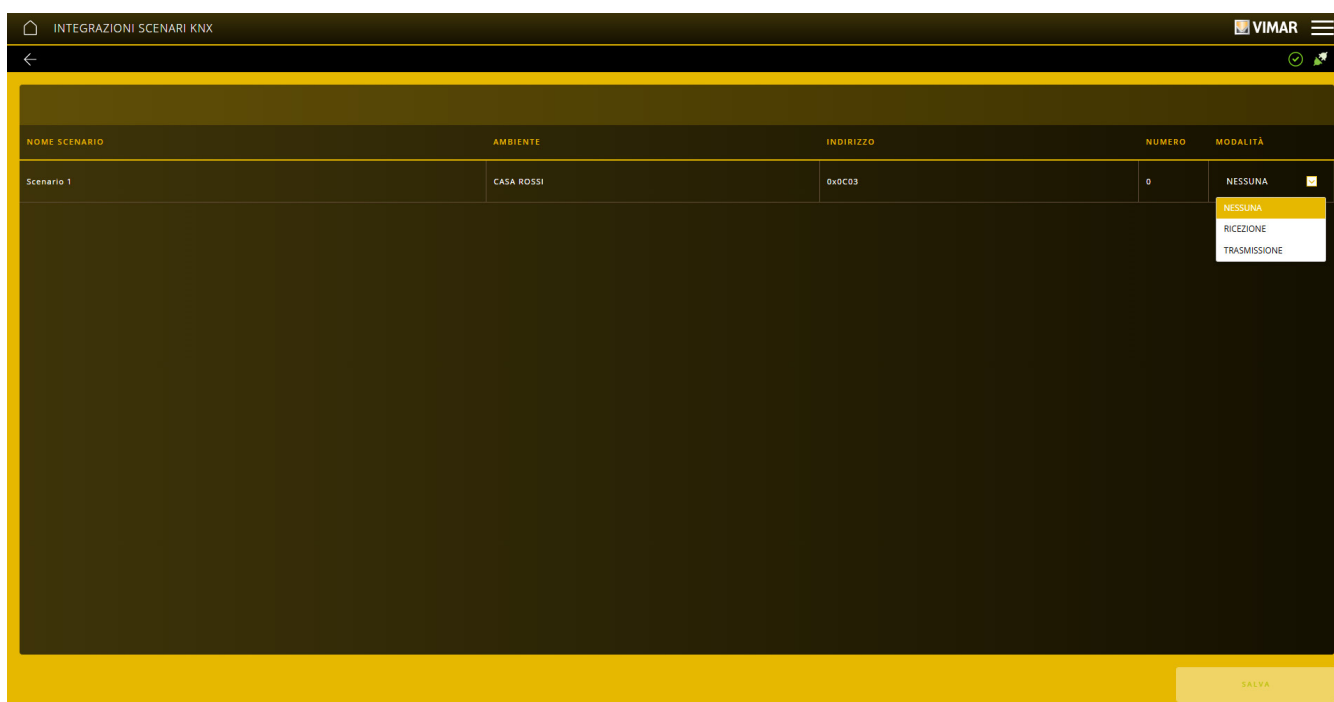 INTEGRAZIONI SCENARI KNX
VIMAR
NOME SCENARIO AMBIENTE INDIRIZZO NUMERO MODALITÀ
Scenario 1 CASA ROSSI 0x0C03 0 NESSUNA
NESSUNA
RICEZIONE
TRASMISSIONE
SALVA